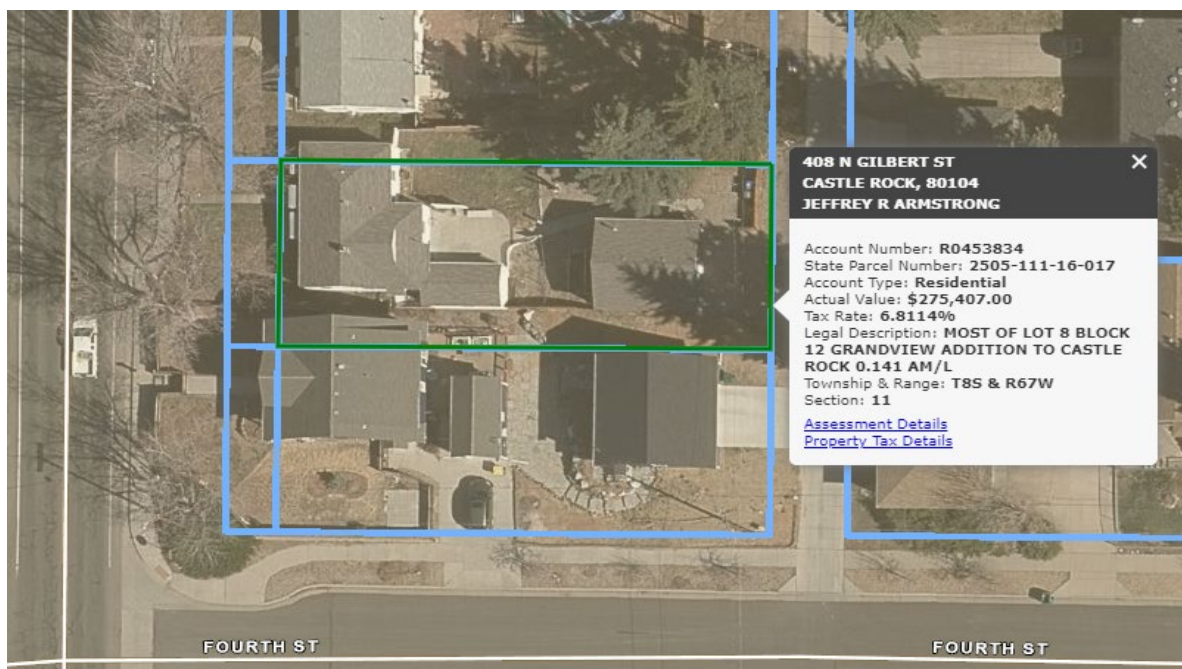 408 N GILBERT ST
CASTLE ROCK, 80104
JEFFREY R ARMSTRONG
Account Number: R0453834
State Parcel Number: 2505-111-16-017
Account Type: Residential
Actual Value: $275,407.00
Tax Rate: 6.8114%
Legal Description: MOST OF LOT 8 BLOCK
12 GRANDVIEW ADDITION TO CASTLE
ROCK 0.141 AM/L
Township & Range: T8S & R67W
Section: 11
Assessment Details
Property Tax Details
FOURTH ST
FOURTH ST